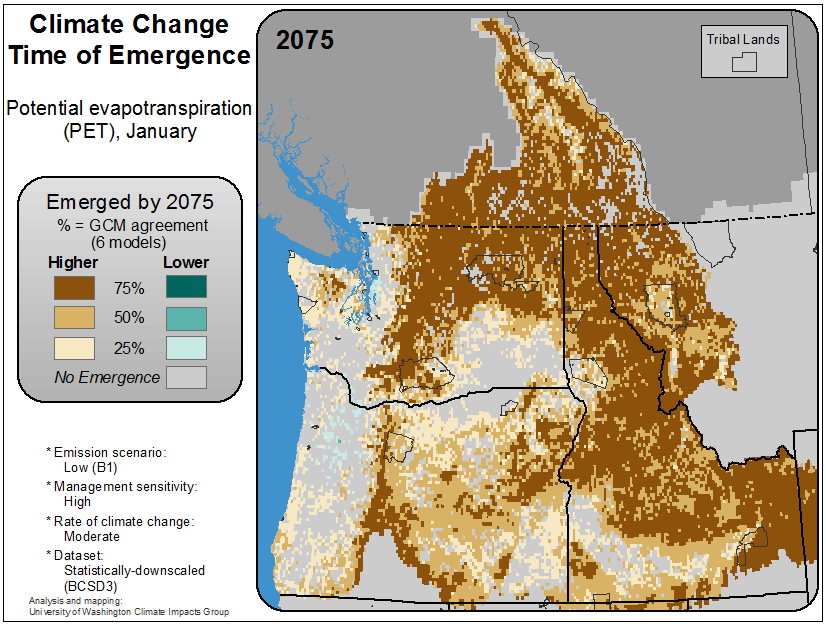 Climate Change
Time of Emergence
Potential evapotranspiration
(PET), January
Emerged by 2075
% = GCM agreement
(6 models)
Higher Lower
75%
50%
25%
No Emergence
* Emission scenario:
Low (B1)
* Management sensitivity:
High
* Rate of climate change:
Moderate
* Dataset:
Statistically-downscaled
(BCSD3)
Analysis and mapping:
University of Washington Climate Impacts Group
2075
Tribal Lands